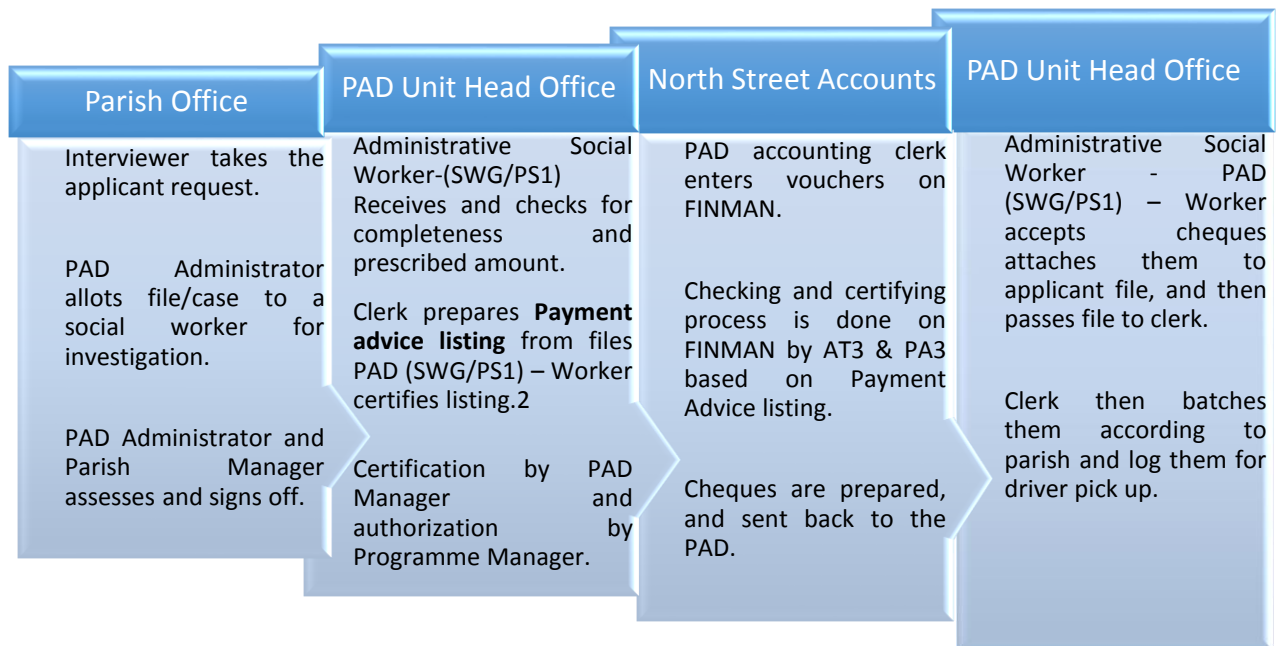 Parish Office
Interviewer takes the
applicant request.
PAD Administrator
allots file/case to a
social worker for
investigation.
PAD Administrator and
Parish Manager
assesses and signs off.
PAD Unit Head Office
Administrative Social
Worker-(SWG/PS1)
Receives and checks for
completeness and
prescribed amount.
Clerk prepares Payment
advice listing from files
PAD (SWG/PS1) – Worker
certifies listing.2
Certification by PAD
Manager and
authorization by
Programme Manager.
North Street Accounts
PAD accounting clerk
enters vouchers on
FINMAN.
Checking and certifying
process is done on
FINMAN by AT3 & PA3
based on Payment
Advice listing.
Cheques are prepared,
and sent back to the
PAD.
PAD Unit Head Office
Administrative Social
Worker - PAD
(SWG/PS1) – Worker
accepts cheques
attaches them to
applicant file, and then
passes file to clerk.
Clerk then batches
them according to
parish and log them for
driver pick up.